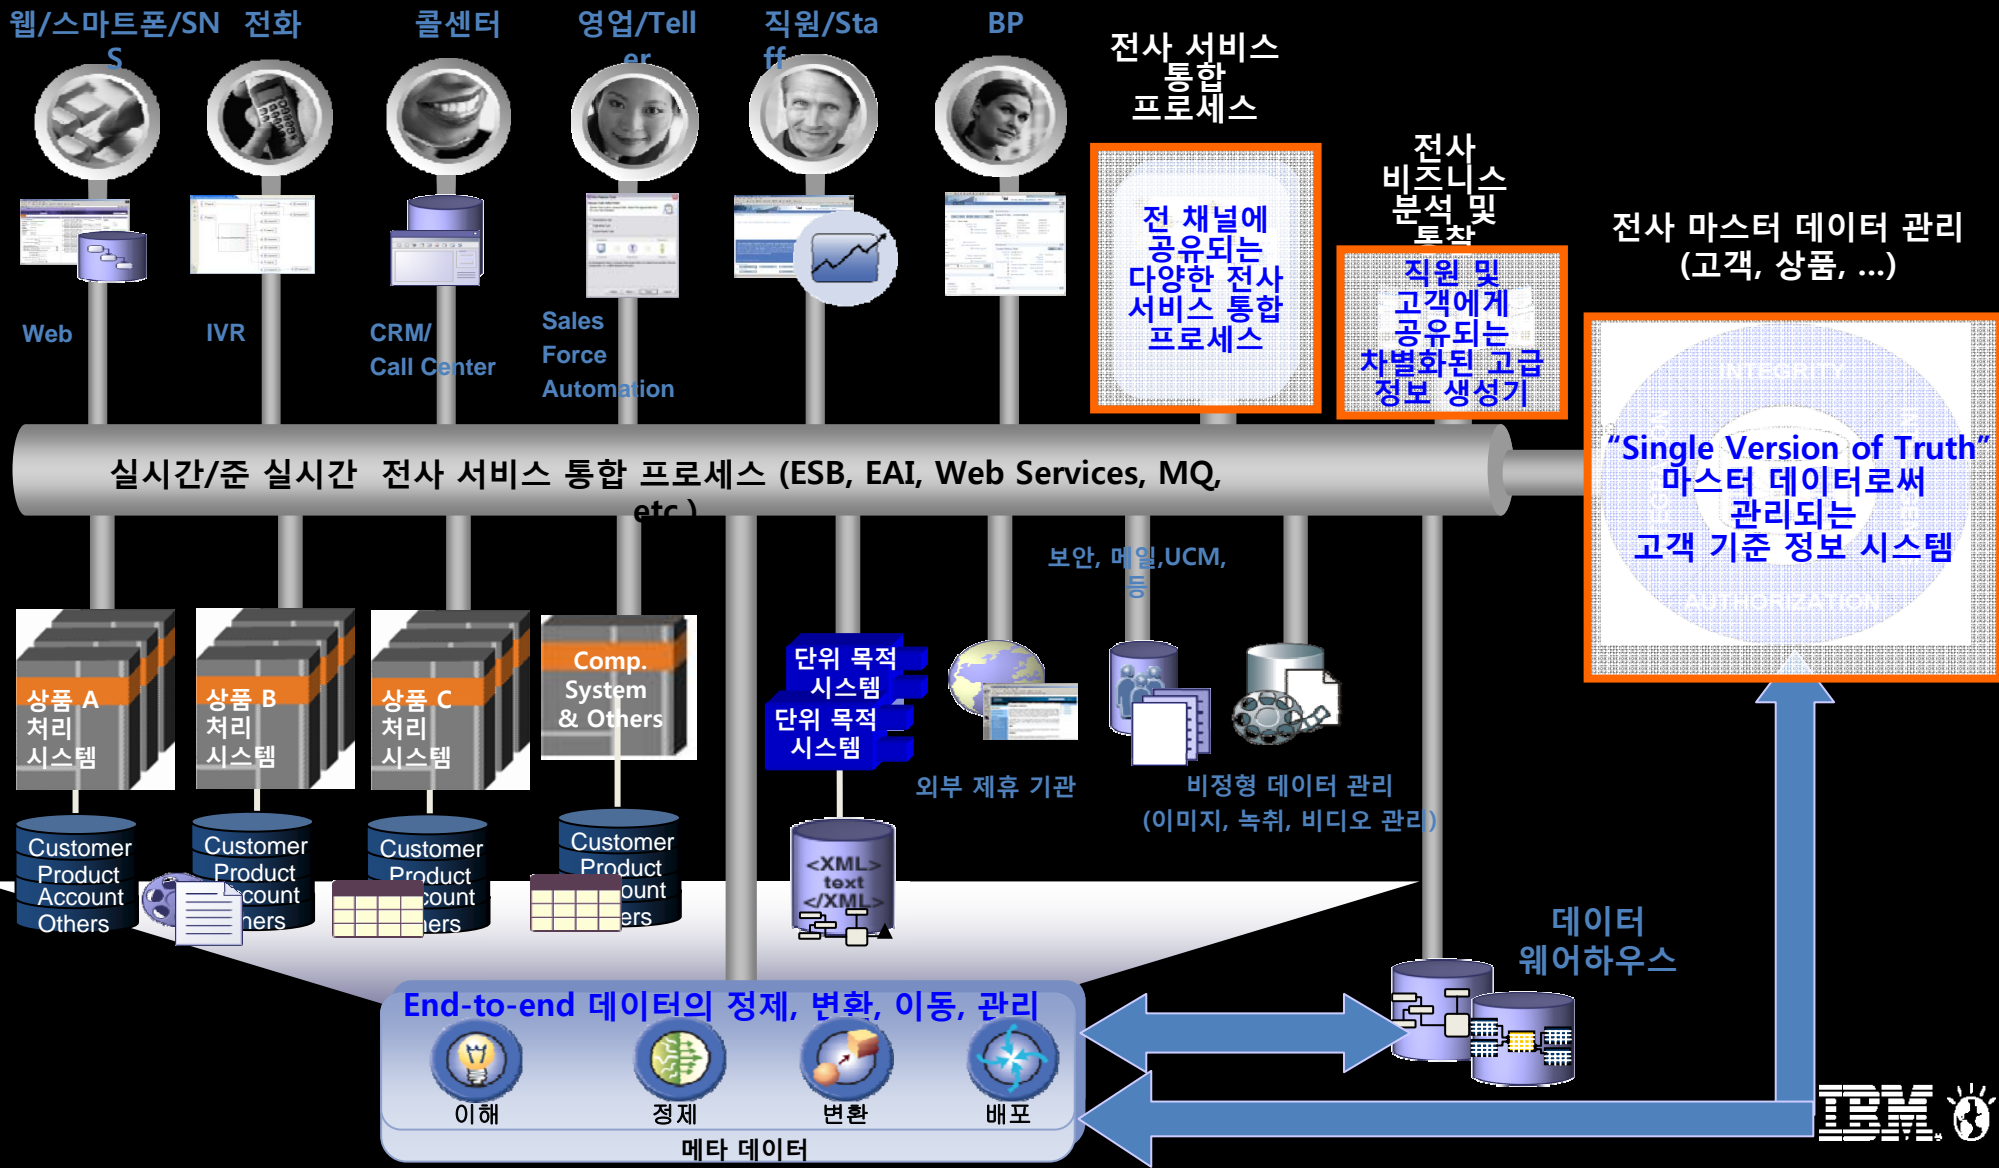 웹/스마트폰/SN
S
전화
콜센터
영업/Tell
er
직원/Sta
ff
BP
전사 서비스
통합
프로세스
전사
비즈니스
분석 및
통찰
전사 마스터 데이터 관리
(고객, 상품, ...)
전 채널에
공유되는
다양한 전사
서비스 통합
프로세스
직원 및
고객에게
공유되는
차별화된 고급
정보 생성기
Web
IVR
CRM/
Call Center
Sales
Force
Automation
INTEGRITY
“Single Version of Truth”
마스터 데이터로써
관리되는
고객 기준 정보 시스템
AUTHORIZATION
실시간/준 실시간 전사 서비스 통합 프로세스 (ESB, EAI, Web Services, MQ,
etc.)
보안, 메일,UCM,
등
상품 A
처리
시스템
상품 B
처리
시스템
상품 C
처리
시스템
Comp.
System
& Others
단위 목적
시스템
단위 목적
시스템
외부 제휴 기관
비정형 데이터 관리
(이미지, 녹취, 비디오 관리)
Customer
Product
Account
Others
Customer
Product
ccount
hers
Customer
Product
count
hers
Customer
Product
ount
ers
<XML>
text
</XML>
데이터
웨어하우스
End-to-end 데이터의 정제, 변환, 이동, 관리
이해
정제
변환
배포
메타 데이터
IBM